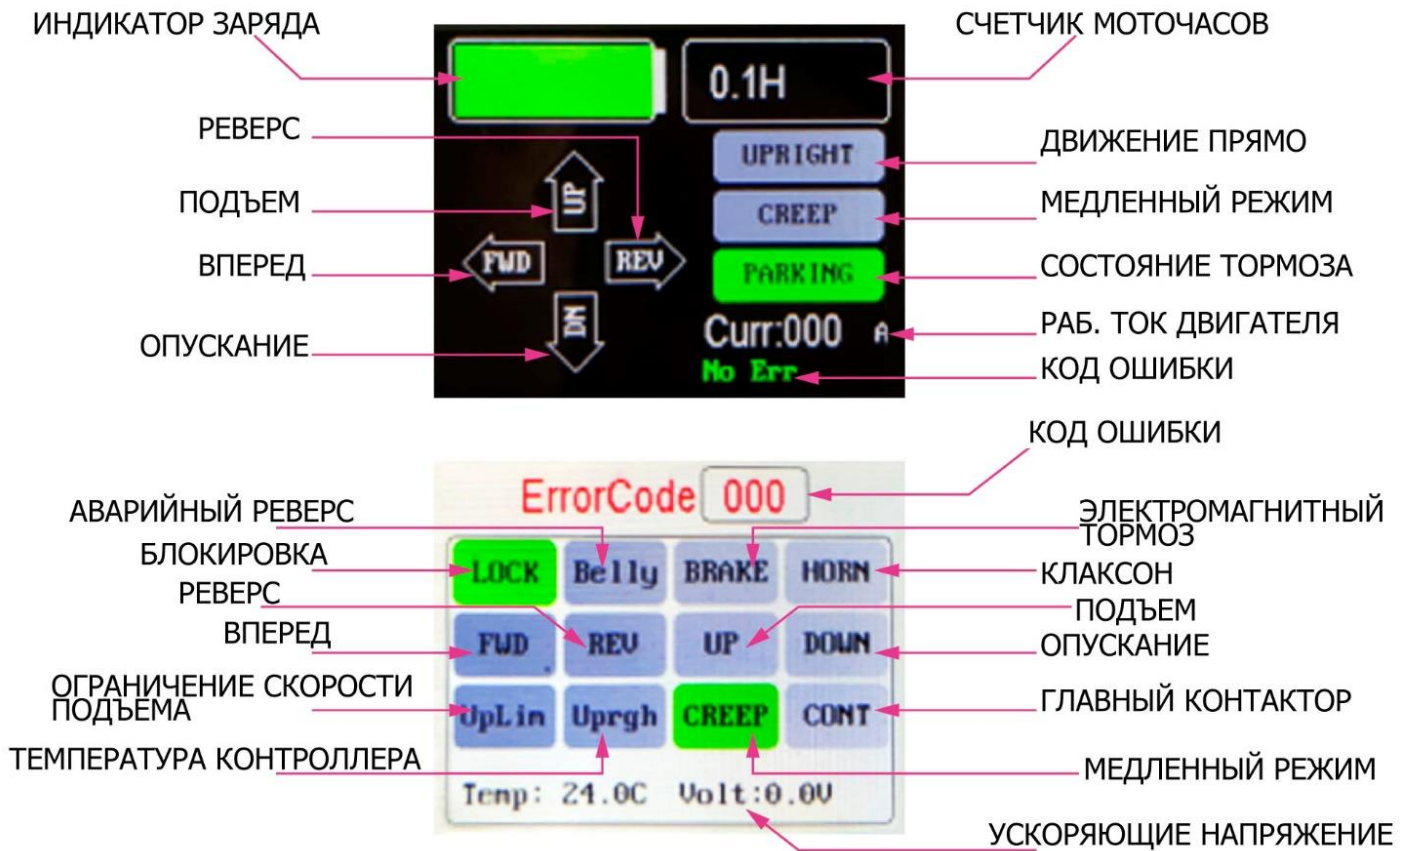 ИНДИКАТОР ЗАРЯДА
СЧЕТЧИК МОТОЧАСОВ
0.1H
РЕВЕРС
UPRIGHT
ДВИЖЕНИЕ ПРЯМО
ПОДЪЕМ
UP
CREEP
МЕДЛЕННЫЙ РЕЖИМ
ВПЕРЕД
FWD
REV
PARKING
СОСТОЯНИЕ ТОРМОЗА
ОПУСКАНИЕ
DN
Curr:000 A
РАБ. ТОК ДВИГАТЕЛЯ
No Err
КОД ОШИБКИ
КОД ОШИБКИ
ErrorCode 000
АВАРИЙНЫЙ РЕВЕРС
ЭЛЕКТРОМАГНИТНЫЙ
ТОРМОЗ
БЛОКИРОВКА
LOCK Belly BRAKE HORN
КЛАКСОН
РЕВЕРС
ПОДЪЕМ
ВПЕРЕД
FWD REV UP DOWN
ОПУСКАНИЕ
ОГРАНИЧЕНИЕ СКОРОСТИ
ПОДЪЕМА
UpLim Uprgh CREEP CONT
ГЛАВНЫЙ КОНТАКТОР
ТЕМПЕРАТУРА КОНТРОЛЛЕРА
МЕДЛЕННЫЙ РЕЖИМ
Temp: 24.0C Volt:0.0V
УСКОРЯЮЩИЕ НАПРЯЖЕНИЕ